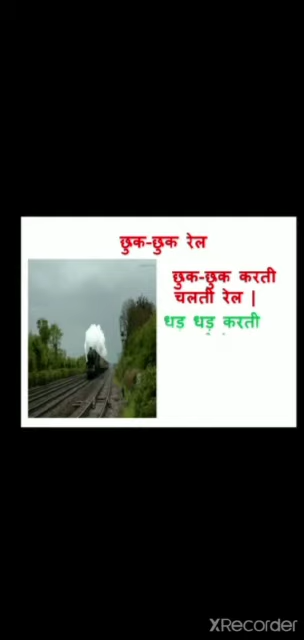 छुक-छुक रेल
छुक-छुक करती
चलती रेल |
धड़ धड़ करती
XRecorder